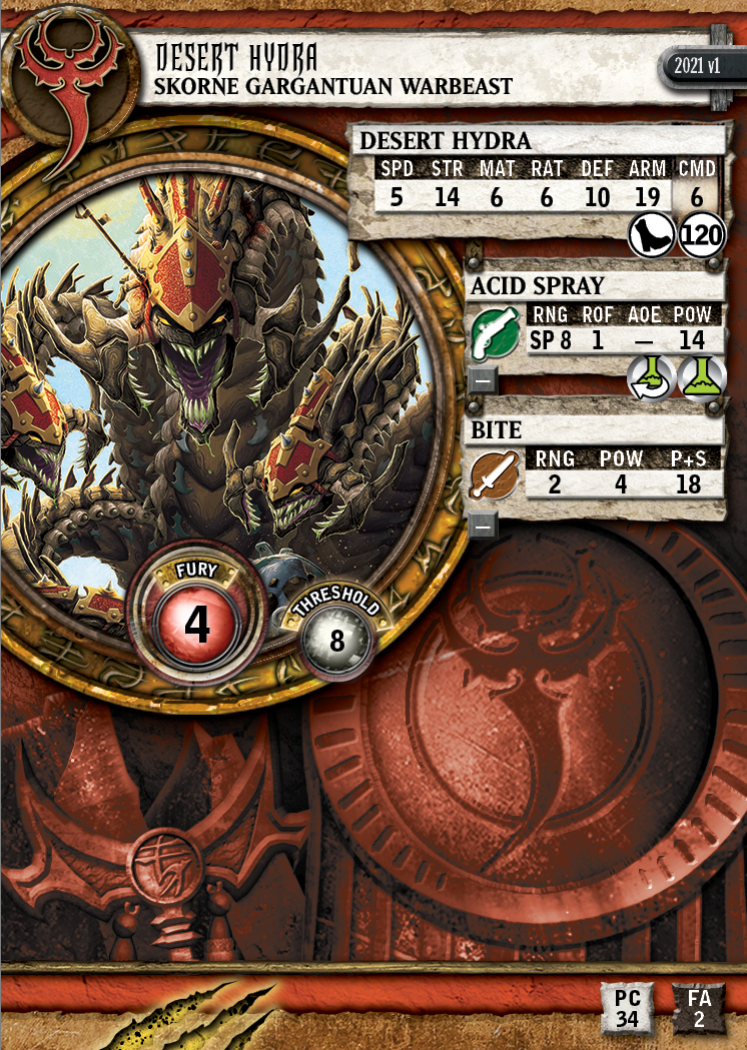 DESERT HYDRA
SKORNE GARGANTUAN WARBEAST
2021 v1
DESERT HYDRA
SPD STR MAT RAT DEF ARM CMD
5 14 6 6 10 19 6
120
ACID SPRAY
RNG ROF AOE POW
SP 8 1 — 14
—
BITE
RNG POW P+S
2 4 18
—
FURY
4
THRESHOLD
8
PC
34
FA
2